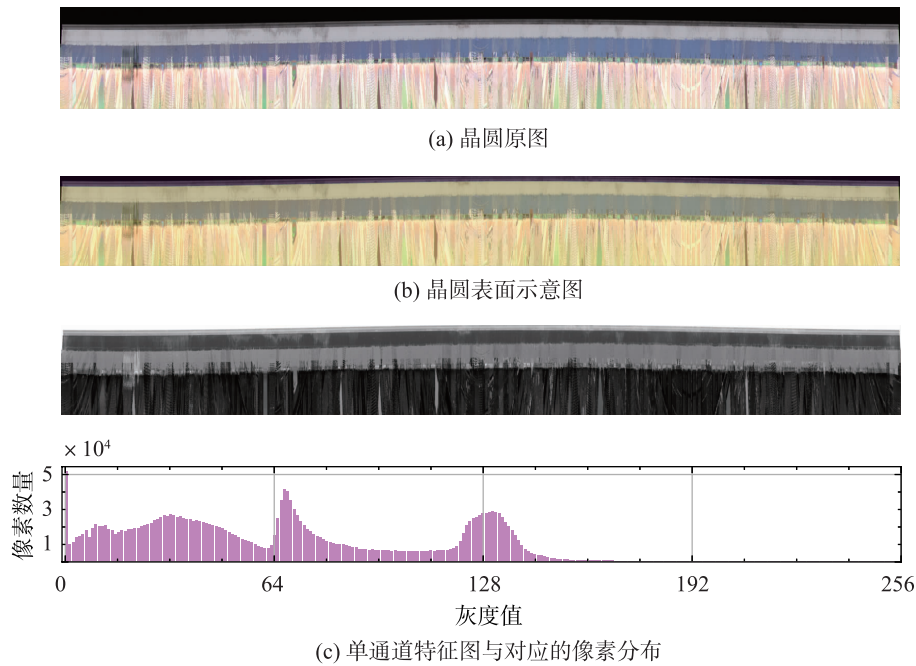 (a) 晶圆原图
(b) 晶圆表面示意图
× 10⁴
5
3
1
像素数量
0 64 128 192 256
灰度值
(c) 单通道特征图与对应的像素分布